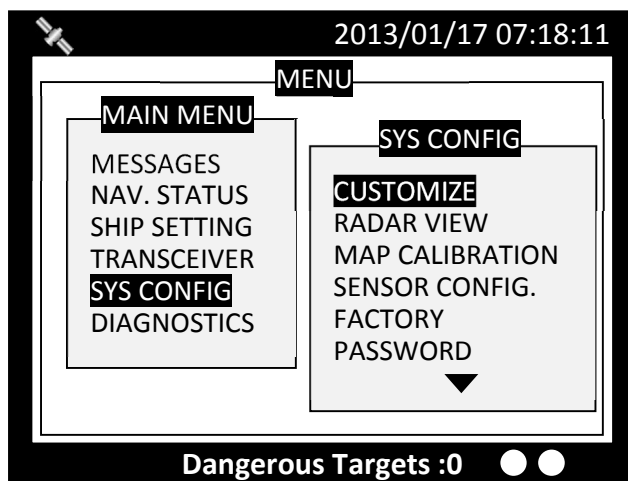 2013/01/17 07:18:11
MENU
MAIN MENU
MESSAGES
NAV. STATUS
SHIP SETTING
TRANSCEIVER
SYS CONFIG
DIAGNOSTICS
SYS CONFIG
CUSTOMIZE
RADAR VIEW
MAP CALIBRATION
SENSOR CONFIG.
FACTORY
PASSWORD
Dangerous Targets :0